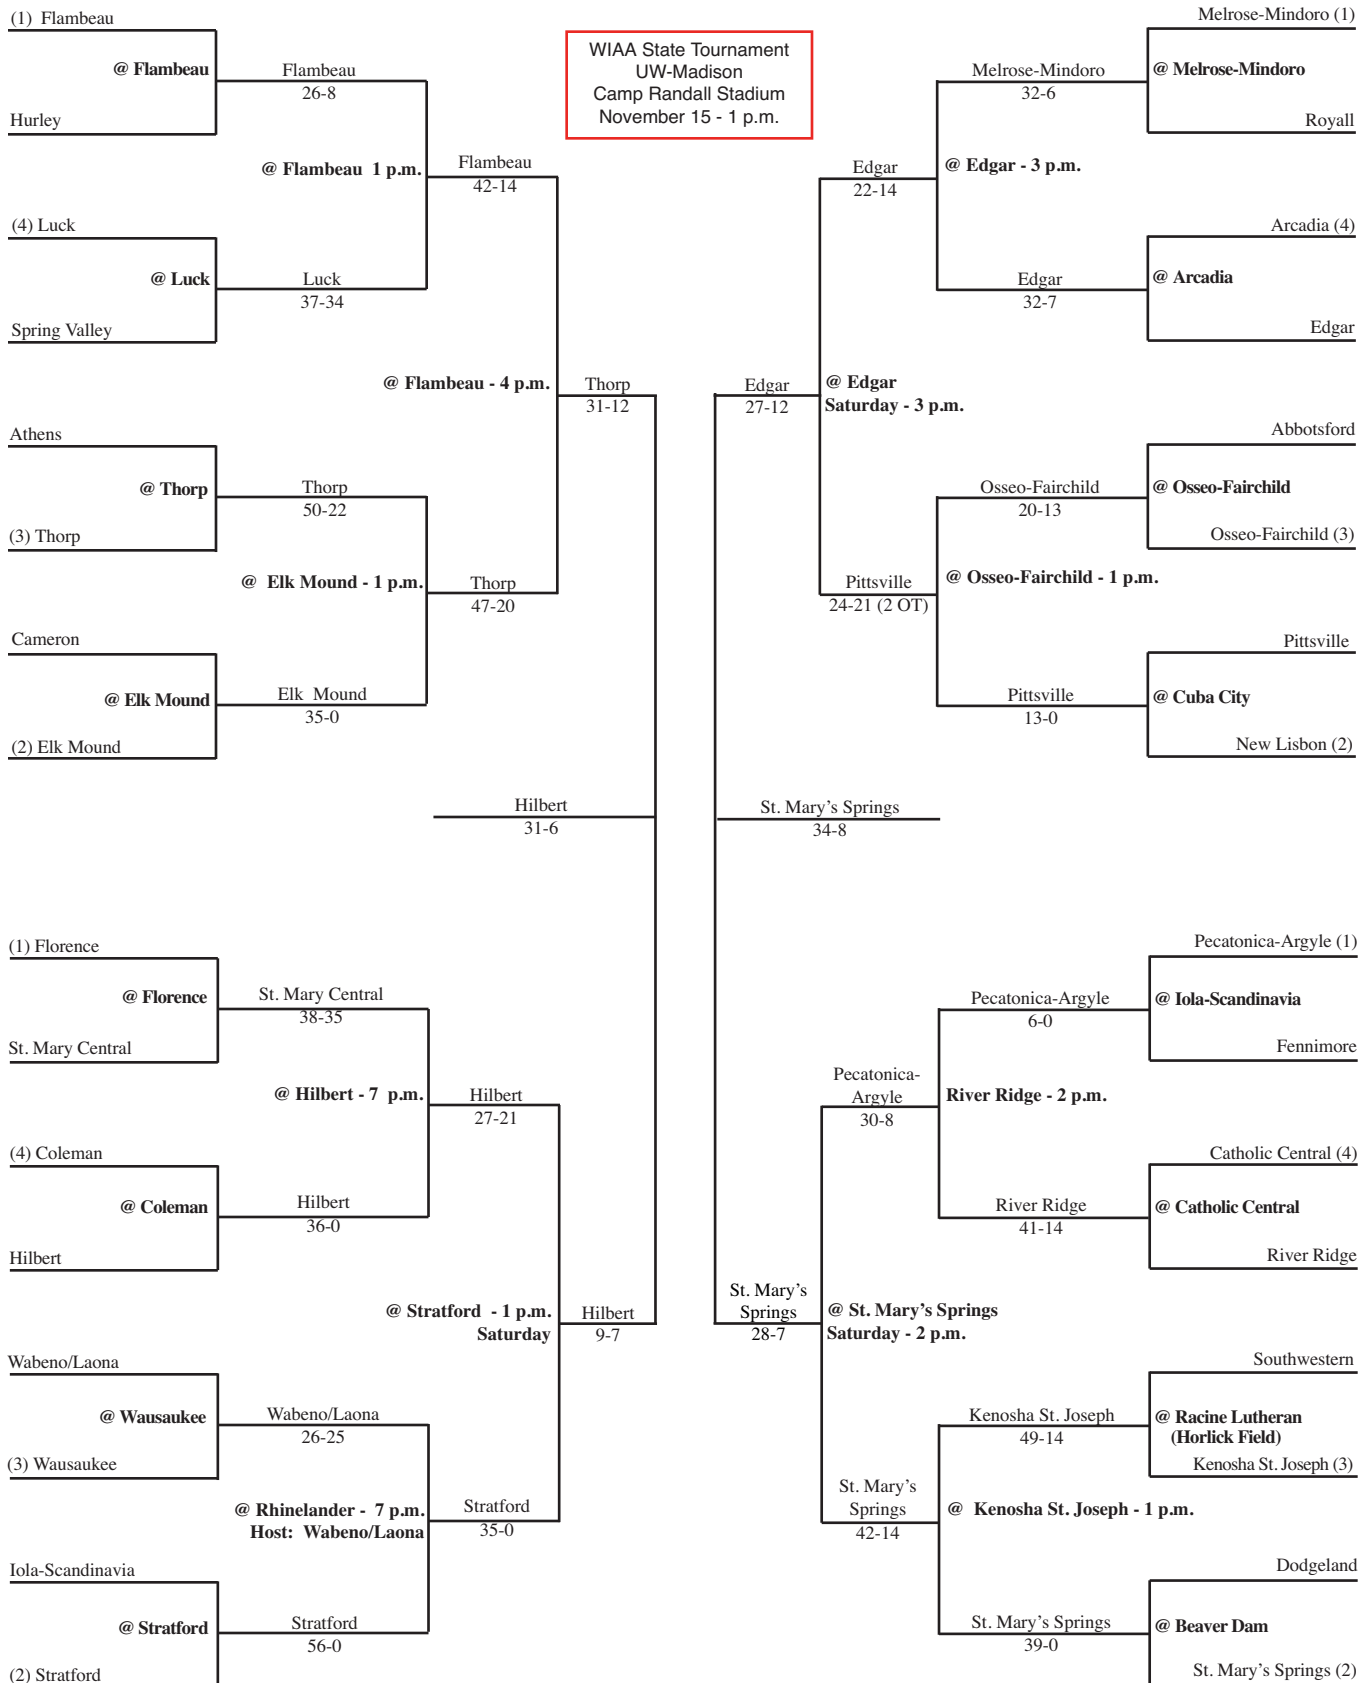 (1) Flambeau
@ Flambeau
Hurley
Flambeau
26-8
@ Flambeau 1 p.m.
(4) Luck
@ Luck
Spring Valley
Luck
37-34
Flambeau
42-14
@ Flambeau - 4 p.m.
Athens
@ Thorp
(3) Thorp
Thorp
50-22
@ Elk Mound - 1 p.m.
Cameron
@ Elk Mound
(2) Elk Mound
Elk Mound
35-0
Thorp
47-20
Thorp
31-12
Hilbert
31-6
(1) Florence
@ Florence
St. Mary Central
St. Mary Central
38-35
@ Hilbert - 7 p.m.
(4) Coleman
@ Coleman
Hilbert
Hilbert
36-0
Hilbert
27-21
@ Stratford - 1 p.m.
Saturday
Hilbert
9-7
Wabeno/Laona
@ Wausaukee
(3) Wausaukee
Wabeno/Laona
26-25
@ Rhinelander - 7 p.m.
Host: Wabeno/Laona
Iola-Scandinavia
@ Stratford
(2) Stratford
Stratford
56-0
Stratford
35-0
WIAA State Tournament
UW-Madison
Camp Randall Stadium
November 15 - 1 p.m.
Melrose-Mindoro (1)
@ Melrose-Mindoro
Royall
Melrose-Mindoro
32-6
@ Edgar - 3 p.m.
Arcadia (4)
@ Arcadia
Edgar
Edgar
32-7
Edgar
22-14
@ Edgar
Saturday - 3 p.m.
Edgar
27-12
Abbotsford
@ Osseo-Fairchild
Osseo-Fairchild (3)
Osseo-Fairchild
20-13
@ Osseo-Fairchild - 1 p.m.
Pittsville
24-21 (2 OT)
Pittsville
@ Cuba City
New Lisbon (2)
Pittsville
13-0
St. Mary's Springs
34-8
Pecatonica-Argyle (1)
@ Iola-Scandinavia
Fennimore
Pecatonica-Argyle
6-0
River Ridge - 2 p.m.
Pecatonica-
Argyle
30-8
Catholic Central (4)
@ Catholic Central
River Ridge
River Ridge
41-14
St. Mary's
Springs
28-7
@ St. Mary's Springs
Saturday - 2 p.m.
Southwestern
@ Racine Lutheran
(Horlick Field)
Kenosha St. Joseph (3)
Kenosha St. Joseph
49-14
@ Kenosha St. Joseph - 1 p.m.
St. Mary's
Springs
42-14
Dodgeland
@ Beaver Dam
St. Mary's Springs (2)
St. Mary's Springs
39-0